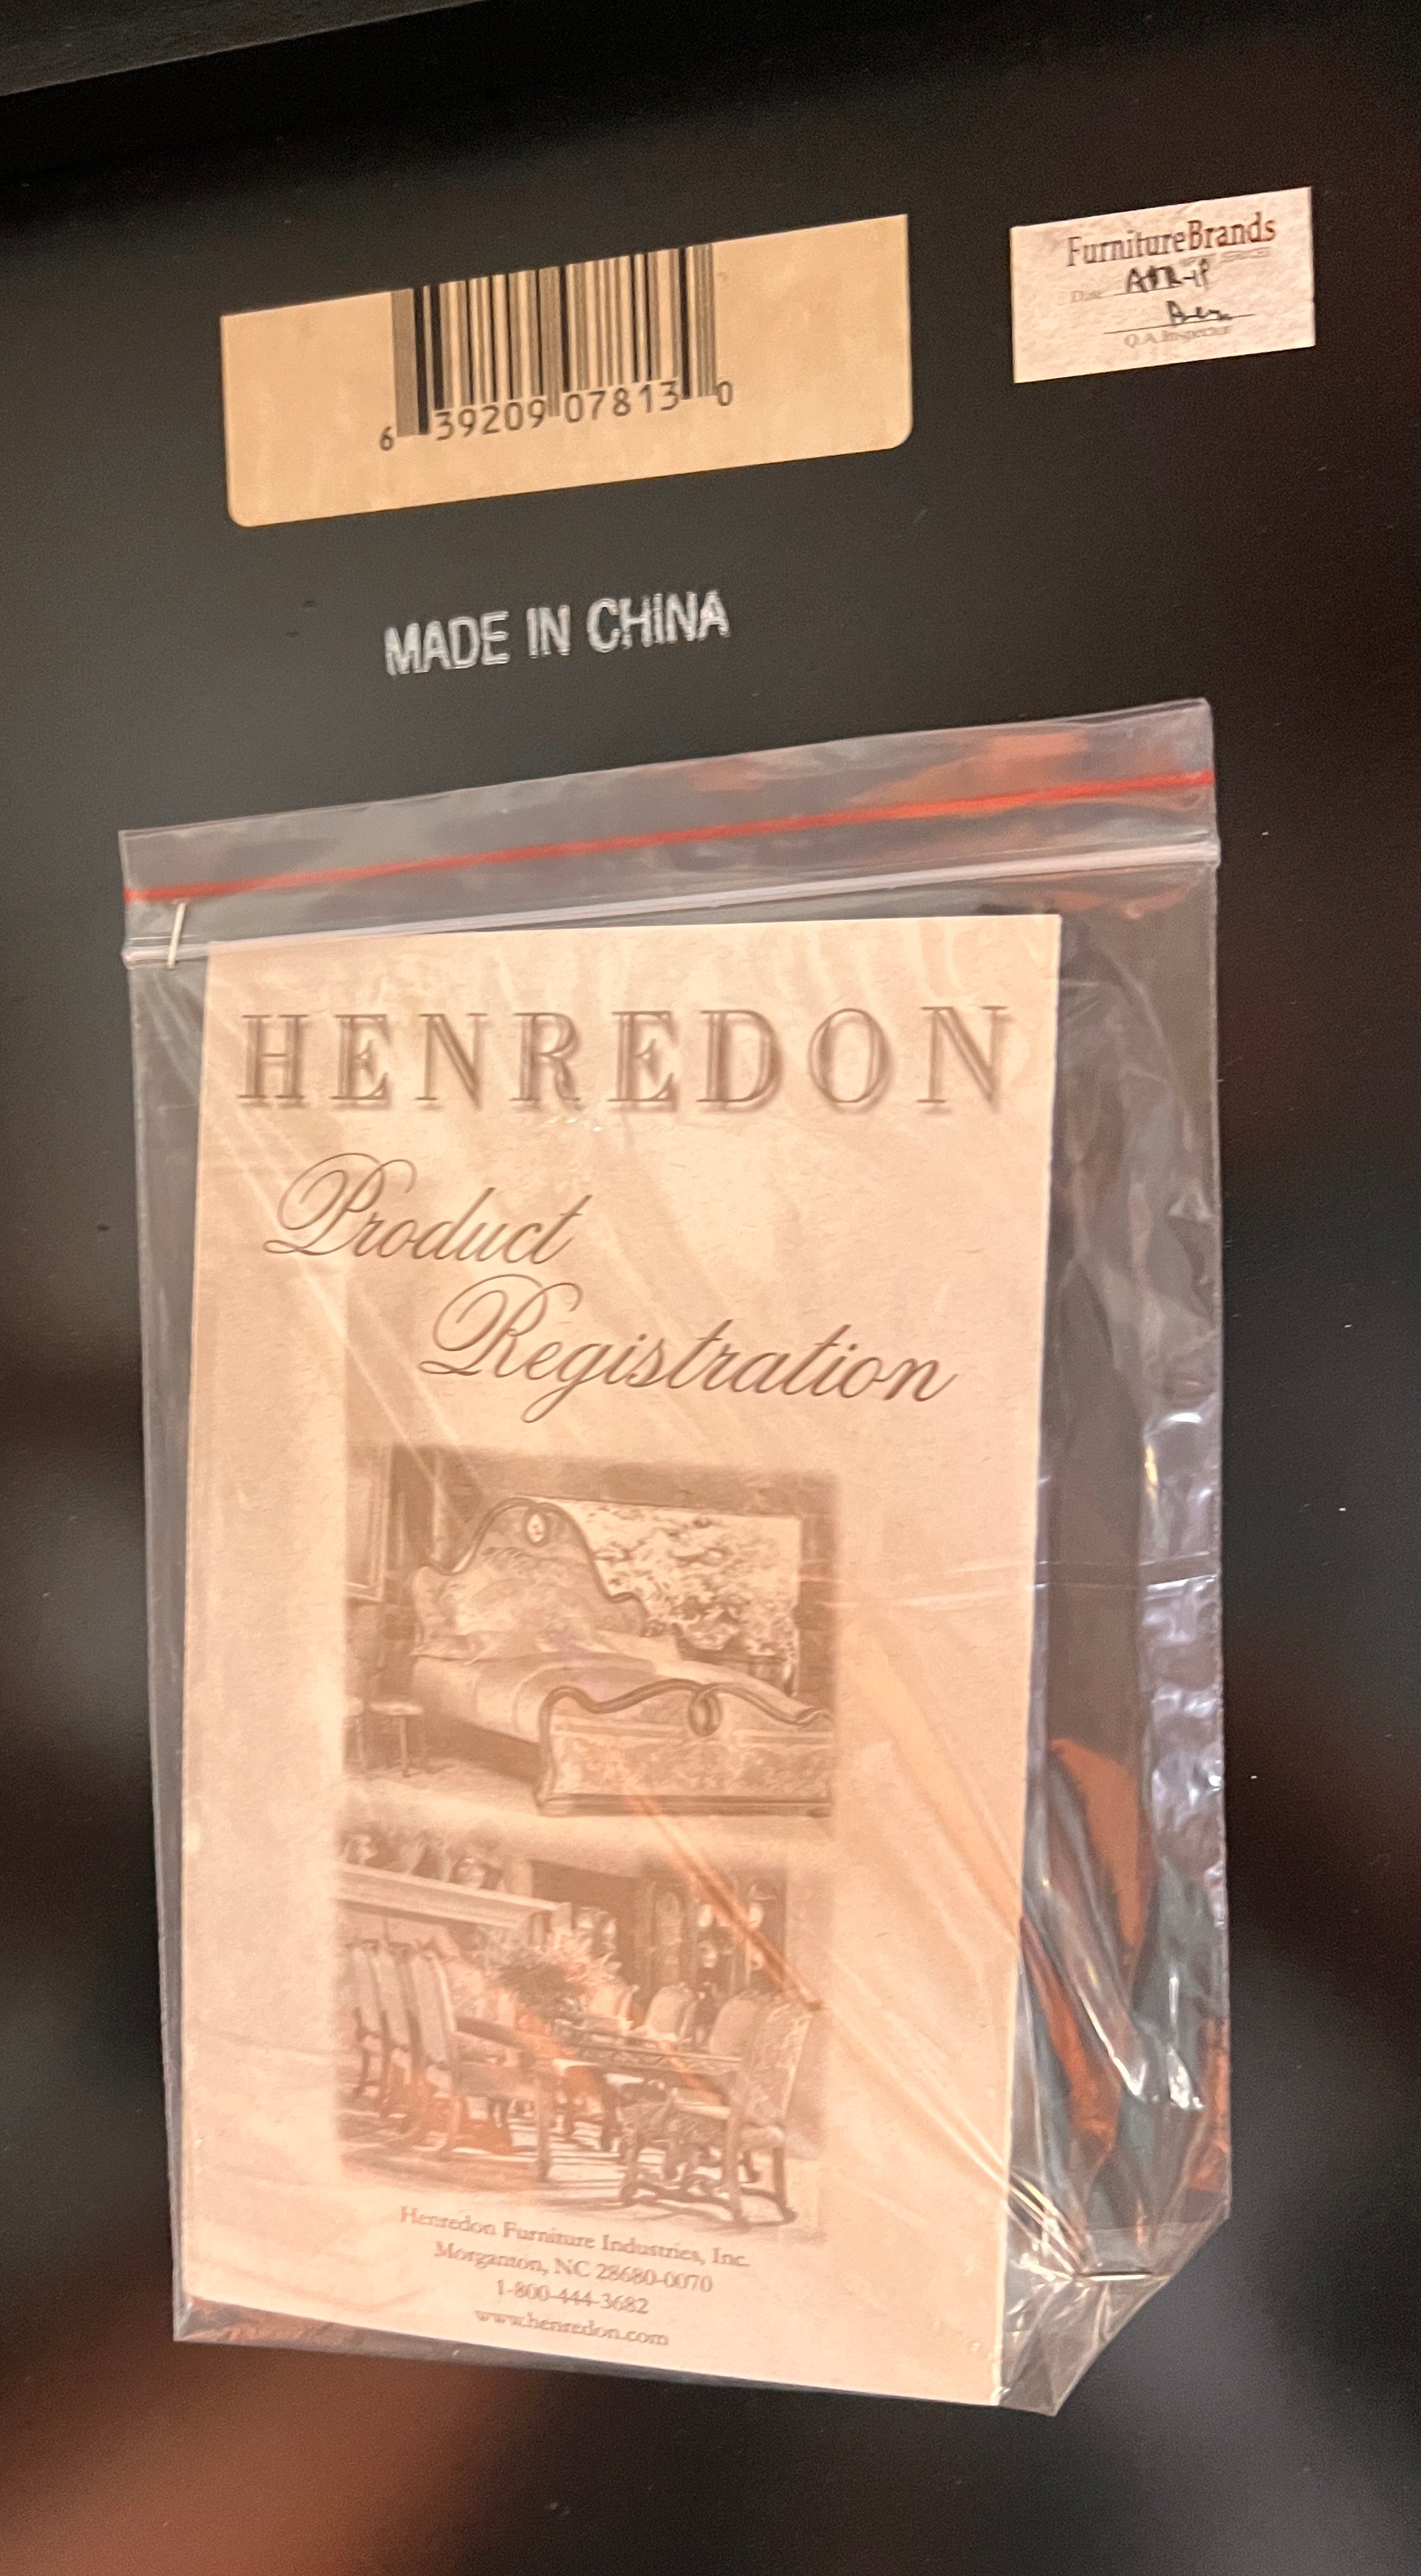 FurnitureBrands
Date
Ben
Q.A.Inspector
6 39209 07813 0
MADE IN CHINA
HENREDON
Product
Registration
Henredon Furniture Industries, Inc.
Morganton, NC 28680-0070
1-800-444-3682
www.henredon.com